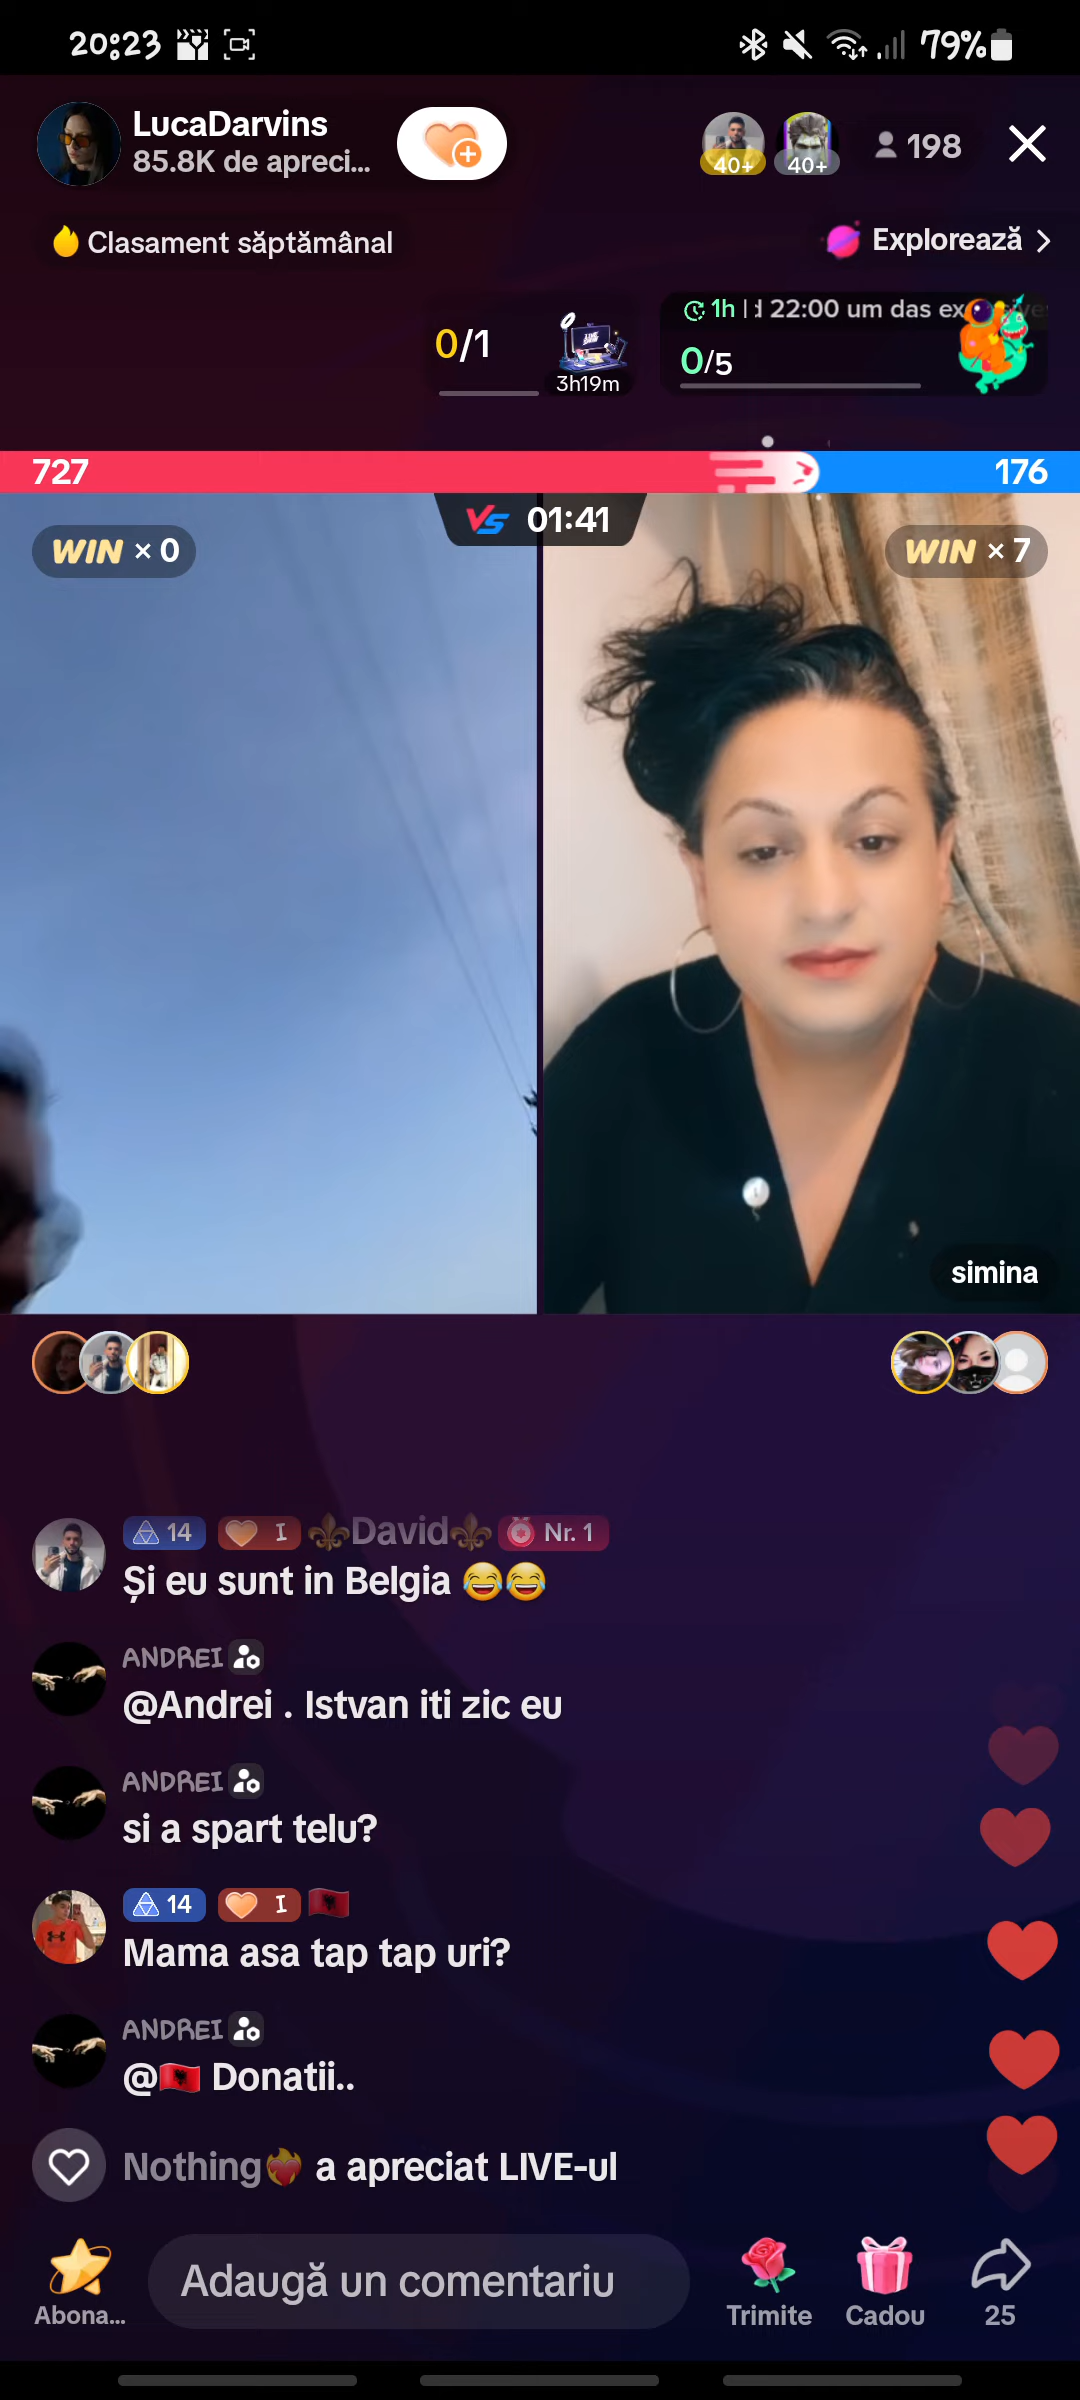 20:23
79%
LucaDarvins
85.8K de apreci...
40+
40+
198
Clasament săptămânal
Explorează
0/1
3h19m
1h
22:00 um das ex
0/5
727
176
VS 01:41
WIN × 0
WIN × 7
simina
14 I ⚜David⚜ Nr. 1
Și eu sunt in Belgia 😂😂
ANDREI
@Andrei . Istvan iti zic eu
ANDREI
si a spart telu?
14 I 🇦🇱
Mama asa tap tap uri?
ANDREI
@🇦🇱 Donatii..
Nothing❤️‍🔥 a apreciat LIVE-ul
Abona...
Adaugă un comentariu
Trimite
Cadou
25